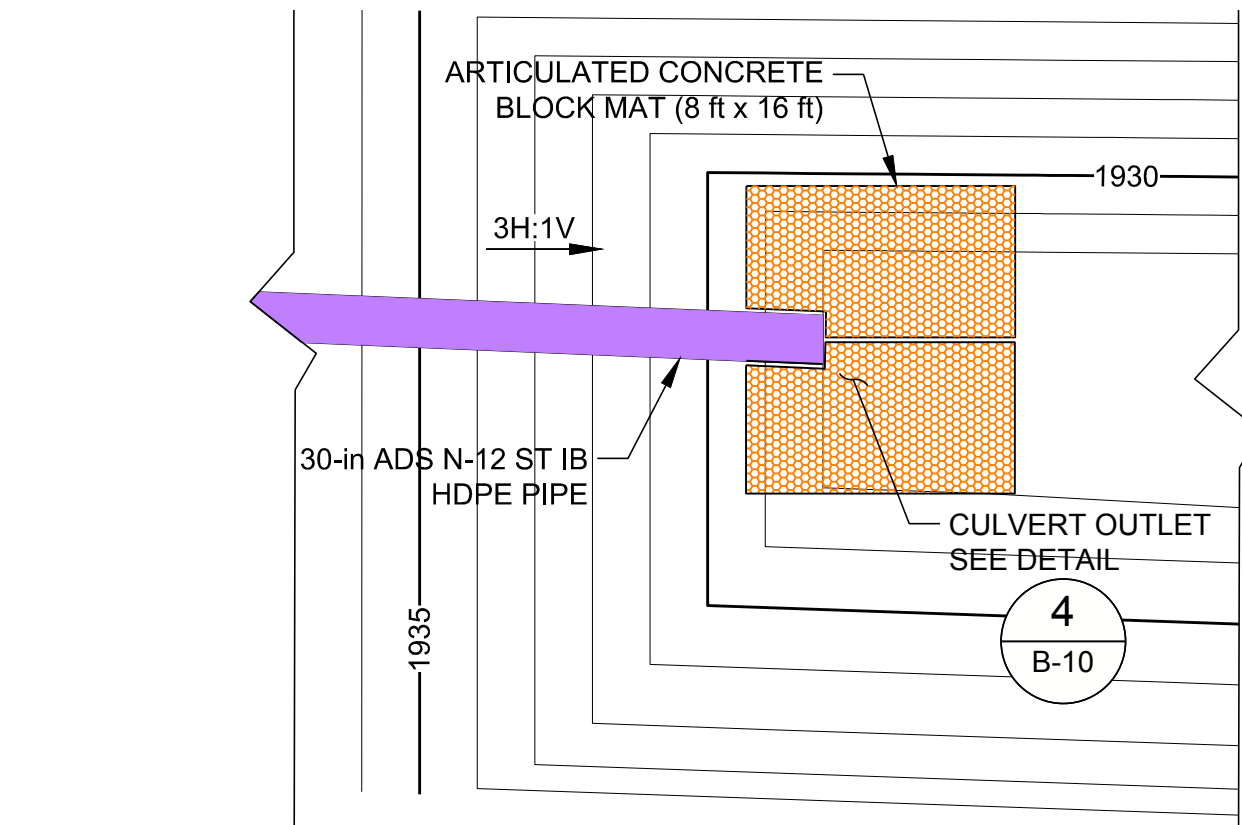 ARTICULATED CONCRETE
BLOCK MAT (8 ft x 16 ft)
1930
3H:1V
30-in ADS N-12 ST IB
HDPE PIPE
CULVERT OUTLET
SEE DETAIL
4
B-10
1935